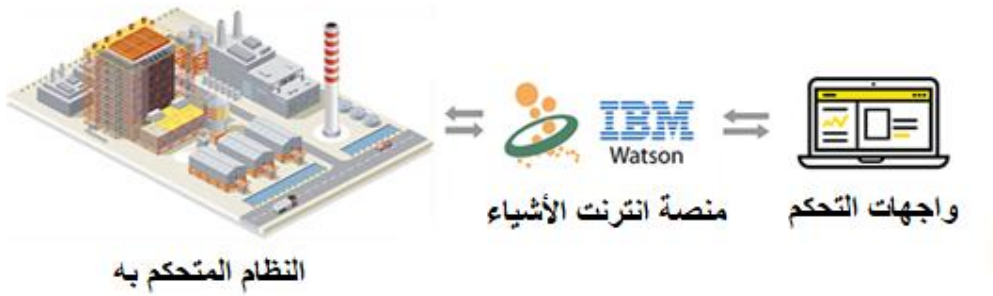 IBM
Watson
واجهات التحكم
منصة انترنت الأشياء
النظام المتحكم به